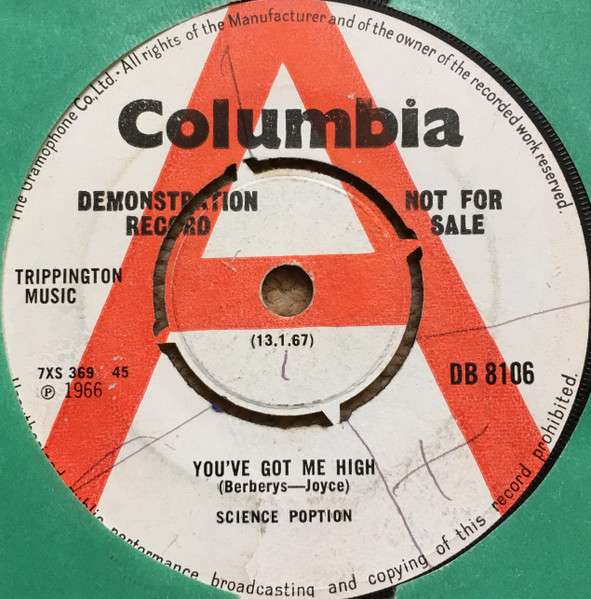 The Gramophone Co., Ltd. · All rights of the Manufacturer and of the owner of the recorded work reserved.
Columbia
DEMONSTRATION RECORD
NOT FOR SALE
TRIPPINGTON MUSIC
(13.1.67)
7XS 369 45
℗ 1966
DB 8106
YOU'VE GOT ME HIGH
(Berberys—Joyce)
SCIENCE POPTION
public performance broadcasting and copying of this record prohibited.
A